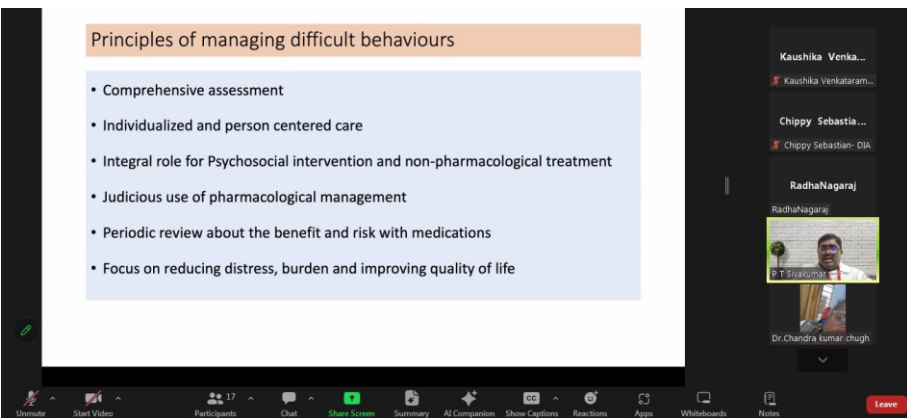 Principles of managing difficult behaviours
• Comprehensive assessment
• Individualized and person centered care
• Integral role for Psychosocial intervention and non-pharmacological treatment
• Judicious use of pharmacological management
• Periodic review about the benefit and risk with medications
• Focus on reducing distress, burden and improving quality of life
Kaushika Venka...
Kaushika Venkataram...
Chippy Sebastia...
Chippy Sebastian- DIA
RadhaNagaraj
RadhaNagaraj
P T Sivakumar
Dr.Chandra kumar chugh
Unmute
Start Video
17
Participants
Chat
Share Screen
Summary
AI Companion
CC
Show Captions
Reactions
Apps
Whiteboards
Notes
Leave